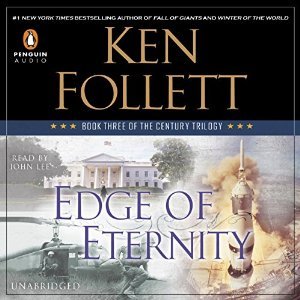 #1 NEW YORK TIMES BESTSELLING AUTHOR OF FALL OF GIANTS AND WINTER OF THE WORLD
PENGUIN
AUDIO
KEN
FOLLETT
BOOK THREE OF THE CENTURY TRILOGY
READ BY
JOHN LEE
EDGE OF
ETERNITY
UNABRIDGED